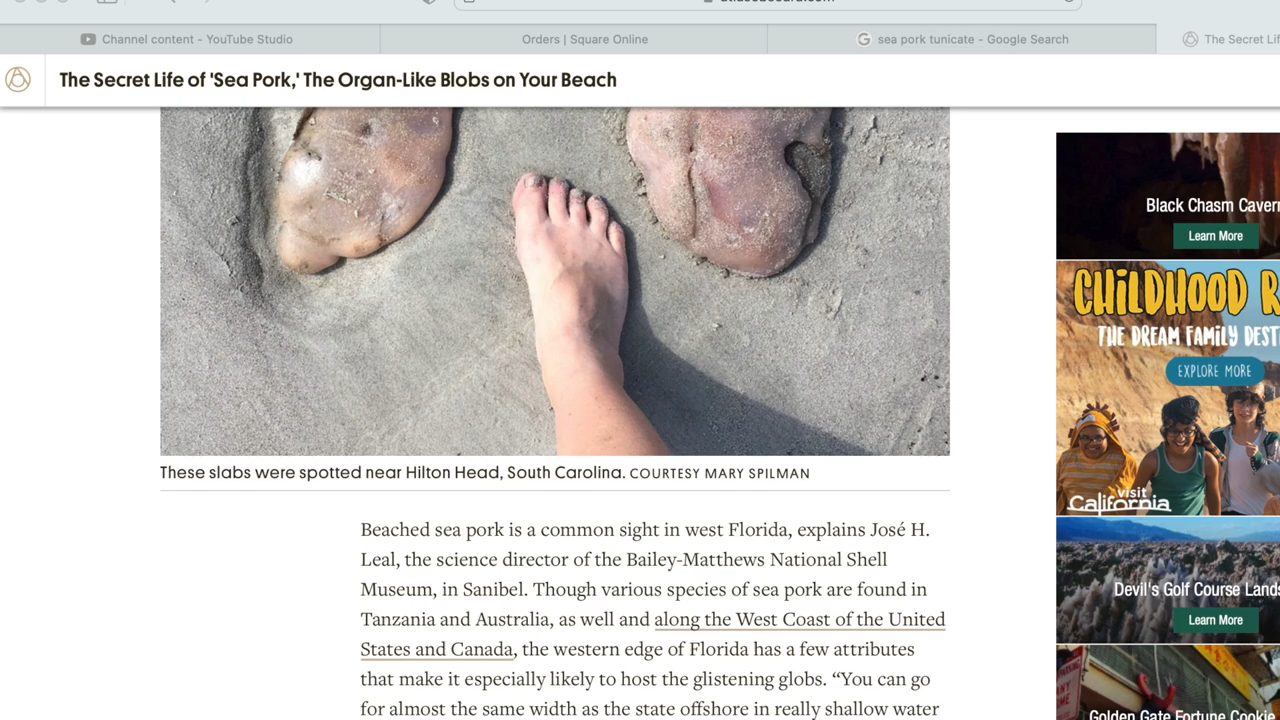 Channel content - YouTube Studio
Orders | Square Online
sea pork tunicate - Google Search
The Secret Li
The Secret Life of 'Sea Pork,' The Organ-Like Blobs on Your Beach
Black Chasm Caver
Learn More
CHILDHOOD R
THE DREAM FAMILY DEST
EXPLORE MORE
visit
California
Devil's Golf Course Lands
Learn More
Golden Gate Fortune Cookie
These slabs were spotted near Hilton Head, South Carolina. COURTESY MARY SPILMAN
Beached sea pork is a common sight in west Florida, explains José H.
Leal, the science director of the Bailey-Matthews National Shell
Museum, in Sanibel. Though various species of sea pork are found in
Tanzania and Australia, as well and along the West Coast of the United
States and Canada, the western edge of Florida has a few attributes
that make it especially likely to host the glistening globs. “You can go
for almost the same width as the state offshore in really shallow water